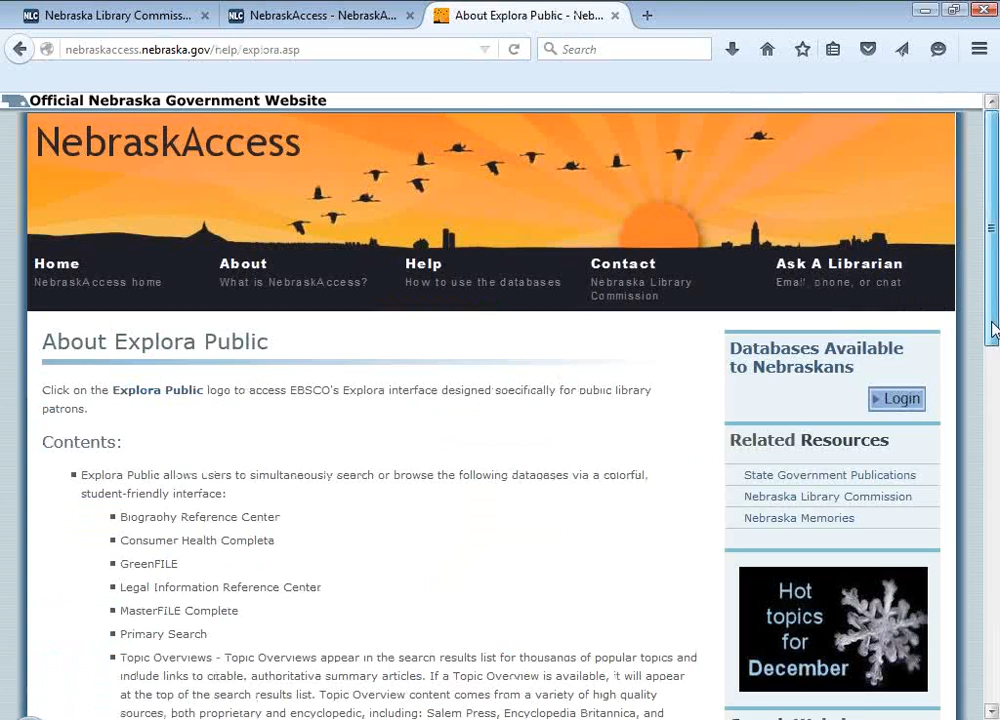 Nebraska Library Commiss...
NebraskAccess - NebraskA...
About Explora Public - Neb...
nebraskaccess.nebraska.gov/help/explora.asp
Search
Official Nebraska Government Website
NebraskAccess
Home
NebraskAccess home
About
What is NebraskAccess?
Help
How to use the databases
Contact
Nebraska Library
Commission
Ask A Librarian
Email, phone, or chat
About Explora Public
Click on the Explora Public logo to access EBSCO's Explora interface designed specifically for public library
patrons.
Contents:
Explora Public allows users to simultaneously search or browse the following databases via a colorful,
student-friendly interface:
Biography Reference Center
Consumer Health Complete
GreenFILE
Legal Information Reference Center
MasterFILE Complete
Primary Search
Topic Overviews - Topic Overviews appear in the search results list for thousands of popular topics and
include links to citable, authoritative summary articles. If a Topic Overview is available, it will appear
at the top of the search results list. Topic Overview content comes from a variety of high quality
sources, both proprietary and encyclopedic, including: Salem Press, Encyclopedia Britannica, and
Databases Available
to Nebraskans
Login
Related Resources
State Government Publications
Nebraska Library Commission
Nebraska Memories
Hot
topics
for
December